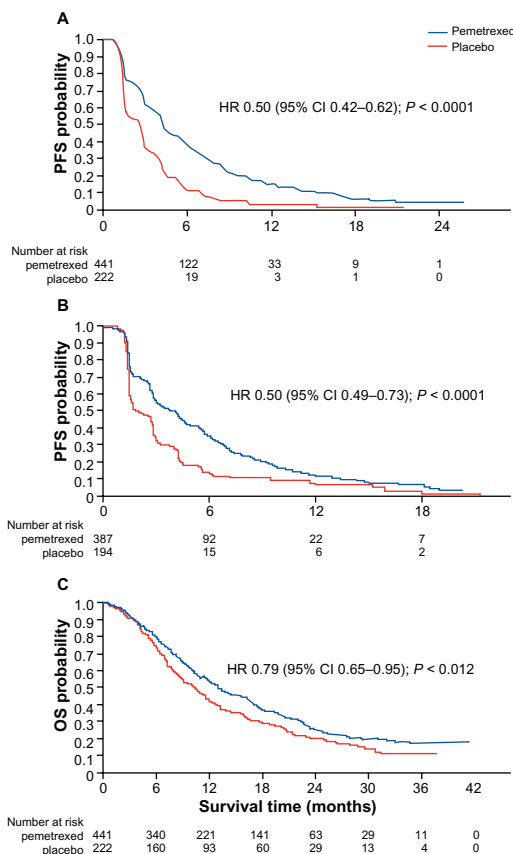 A
Pemetrexed
Placebo
PFS probability
1.0
0.9
0.8
0.7
0.6
0.5
0.4
0.3
0.2
0.1
0
HR 0.50 (95% CI 0.42–0.62); P < 0.0001
0 6 12 18 24
Number at risk
pemetrexed 441 122 33 9 1
placebo 222 19 3 1 0
B
PFS probability
1.0
0.9
0.8
0.7
0.6
0.5
0.4
0.3
0.2
0.1
0
HR 0.50 (95% CI 0.49–0.73); P < 0.0001
0 6 12 18
Number at risk
pemetrexed 387 92 22 7
placebo 194 15 6 2
C
OS probability
1.0
0.9
0.8
0.7
0.6
0.5
0.4
0.3
0.2
0.1
0
HR 0.79 (95% CI 0.65–0.95); P < 0.012
0 6 12 18 24 30 36 42
Survival time (months)
Number at risk
pemetrexed 441 340 221 141 63 29 11 0
placebo 222 160 93 60 29 13 4 0